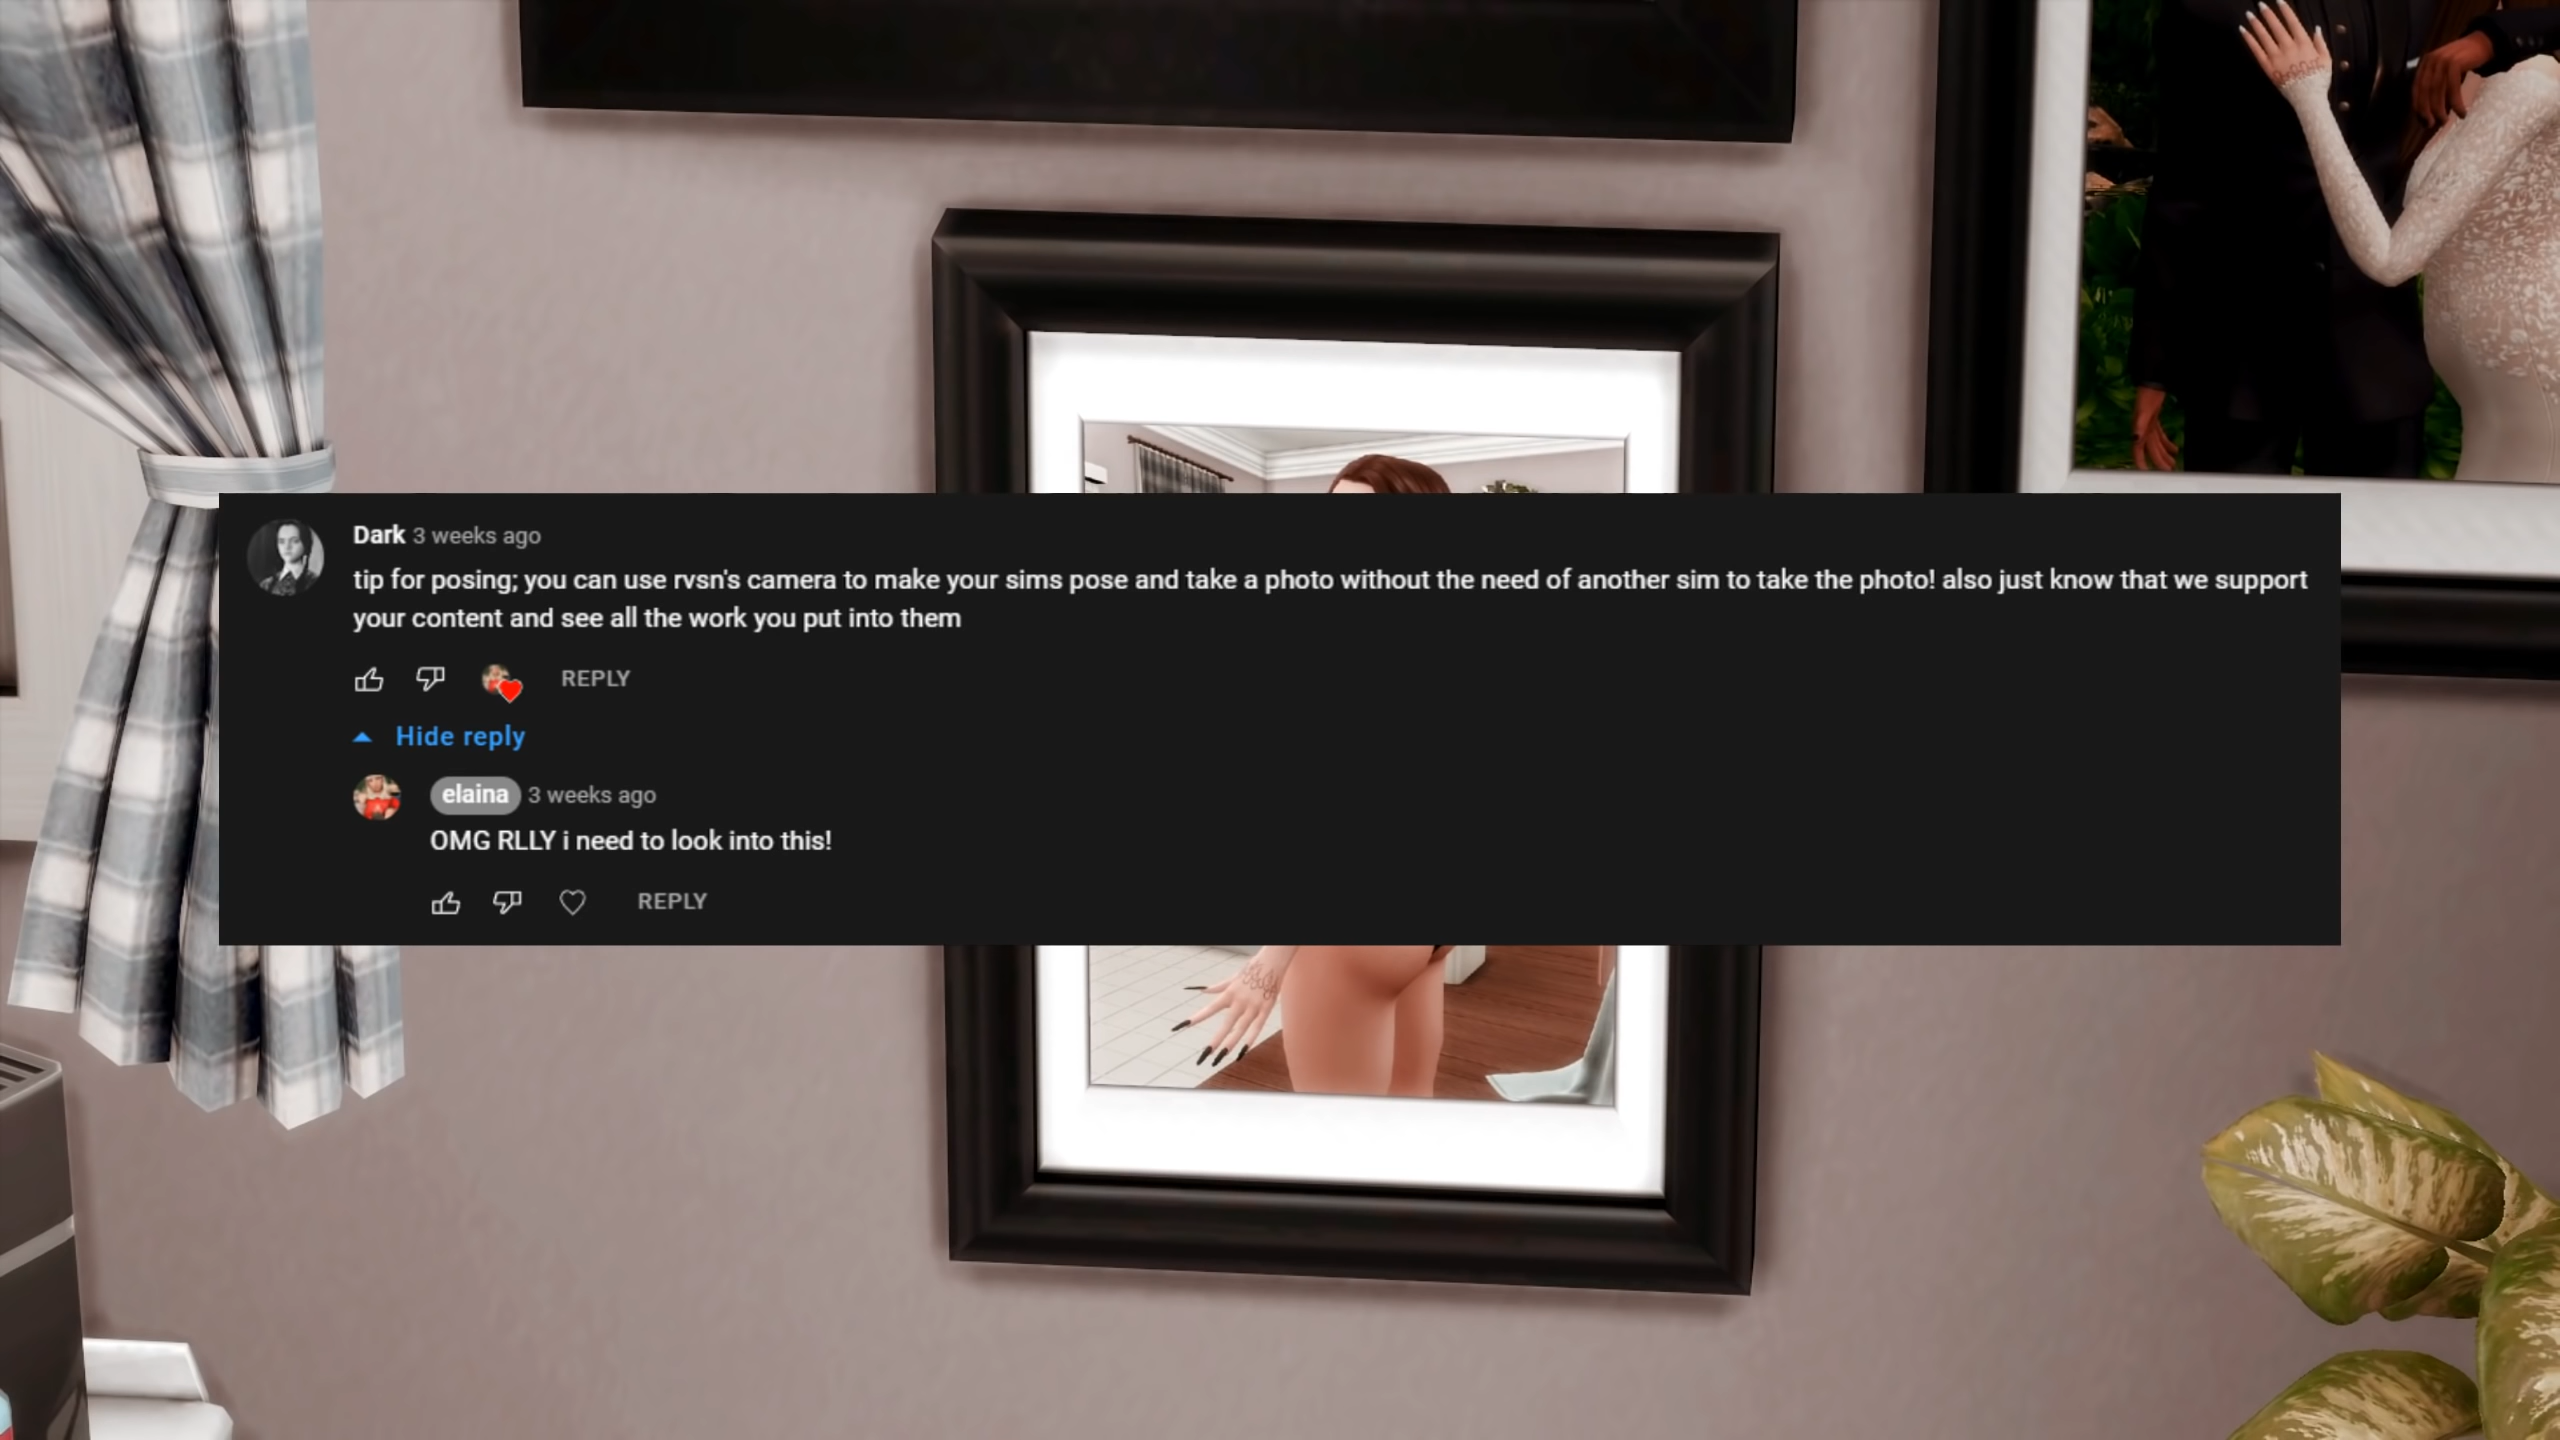 Dark 3 weeks ago
tip for posing; you can use rvsn's camera to make your sims pose and take a photo without the need of another sim to take the photo! also just know that we support
your content and see all the work you put into them
REPLY
Hide reply
elaina 3 weeks ago
OMG RLLY i need to look into this!
REPLY